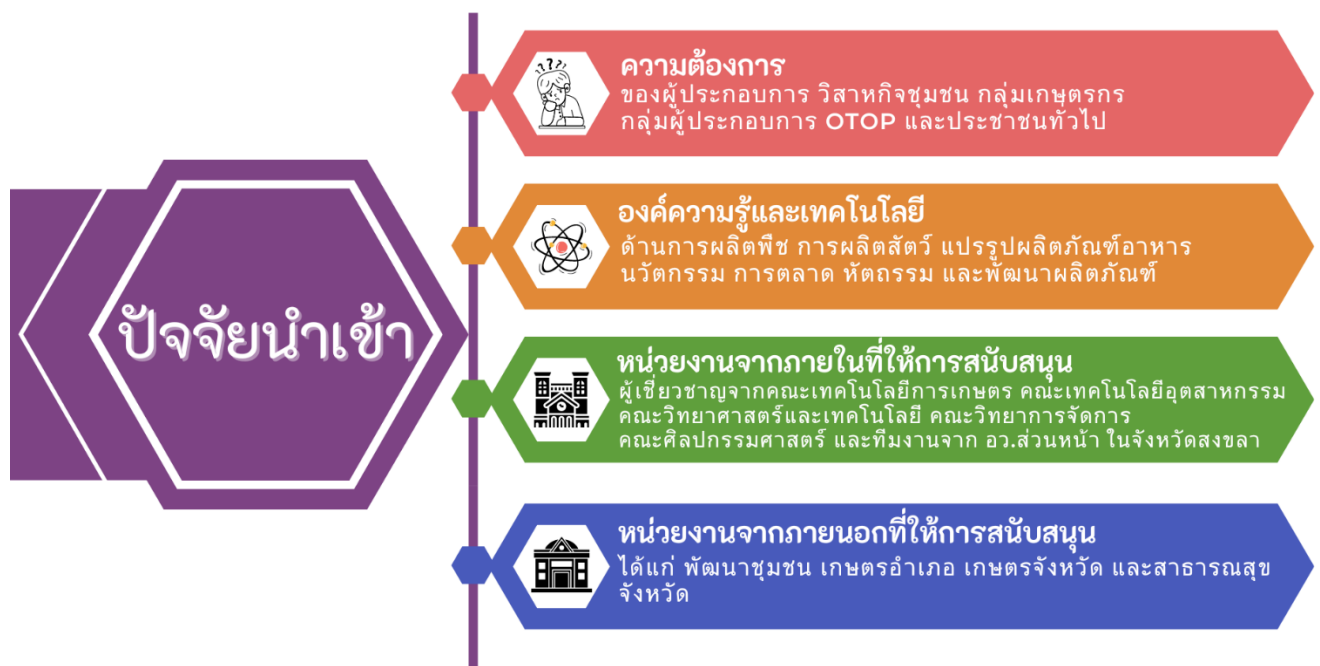 ปัจจัยนำเข้า
???
ความต้องการ
ของผู้ประกอบการ วิสาหกิจชุมชน กลุ่มเกษตรกร
กลุ่มผู้ประกอบการ OTOP และประชาชนทั่วไป
องค์ความรู้และเทคโนโลยี
ด้านการผลิตพืช การผลิตสัตว์ แปรรูปผลิตภัณฑ์อาหาร
นวัตกรรม การตลาด หัตถรรม และพัฒนาผลิตภัณฑ์
หน่วยงานจากภายในที่ให้การสนับสนุน
ผู้เชี่ยวชาญจากคณะเทคโนโลยีการเกษตร คณะเทคโนโลยีอุตสาหกรรม
คณะวิทยาศาสตร์และเทคโนโลยี คณะวิทยาการจัดการ
คณะศิลปกรรมศาสตร์ และทีมงานจาก อว.ส่วนหน้า ในจังหวัดสงขลา
หน่วยงานจากภายนอกที่ให้การสนับสนุน
ได้แก่ พัฒนาชุมชน เกษตรอำเภอ เกษตรจังหวัด และสาธารณสุข
จังหวัด